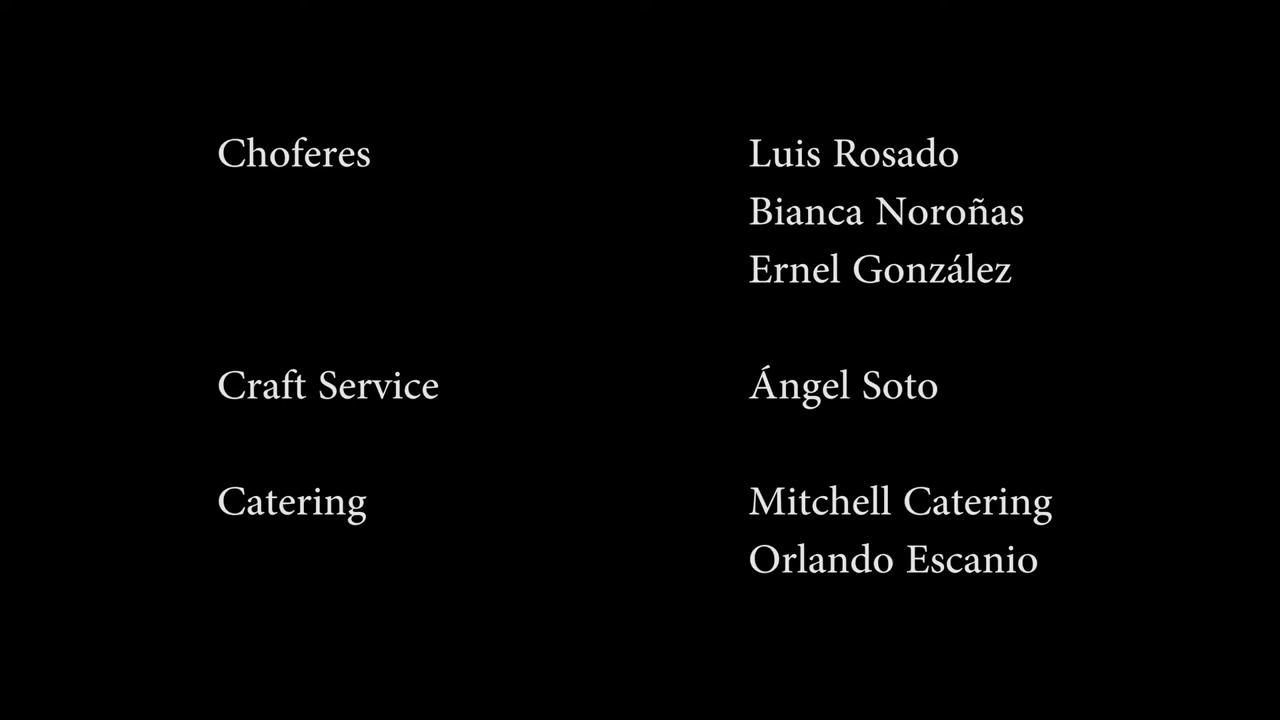 Choferes Luis Rosado
Bianca Noroñas
Ernel González
Craft Service Ángel Soto
Catering Mitchell Catering
Orlando Escanio